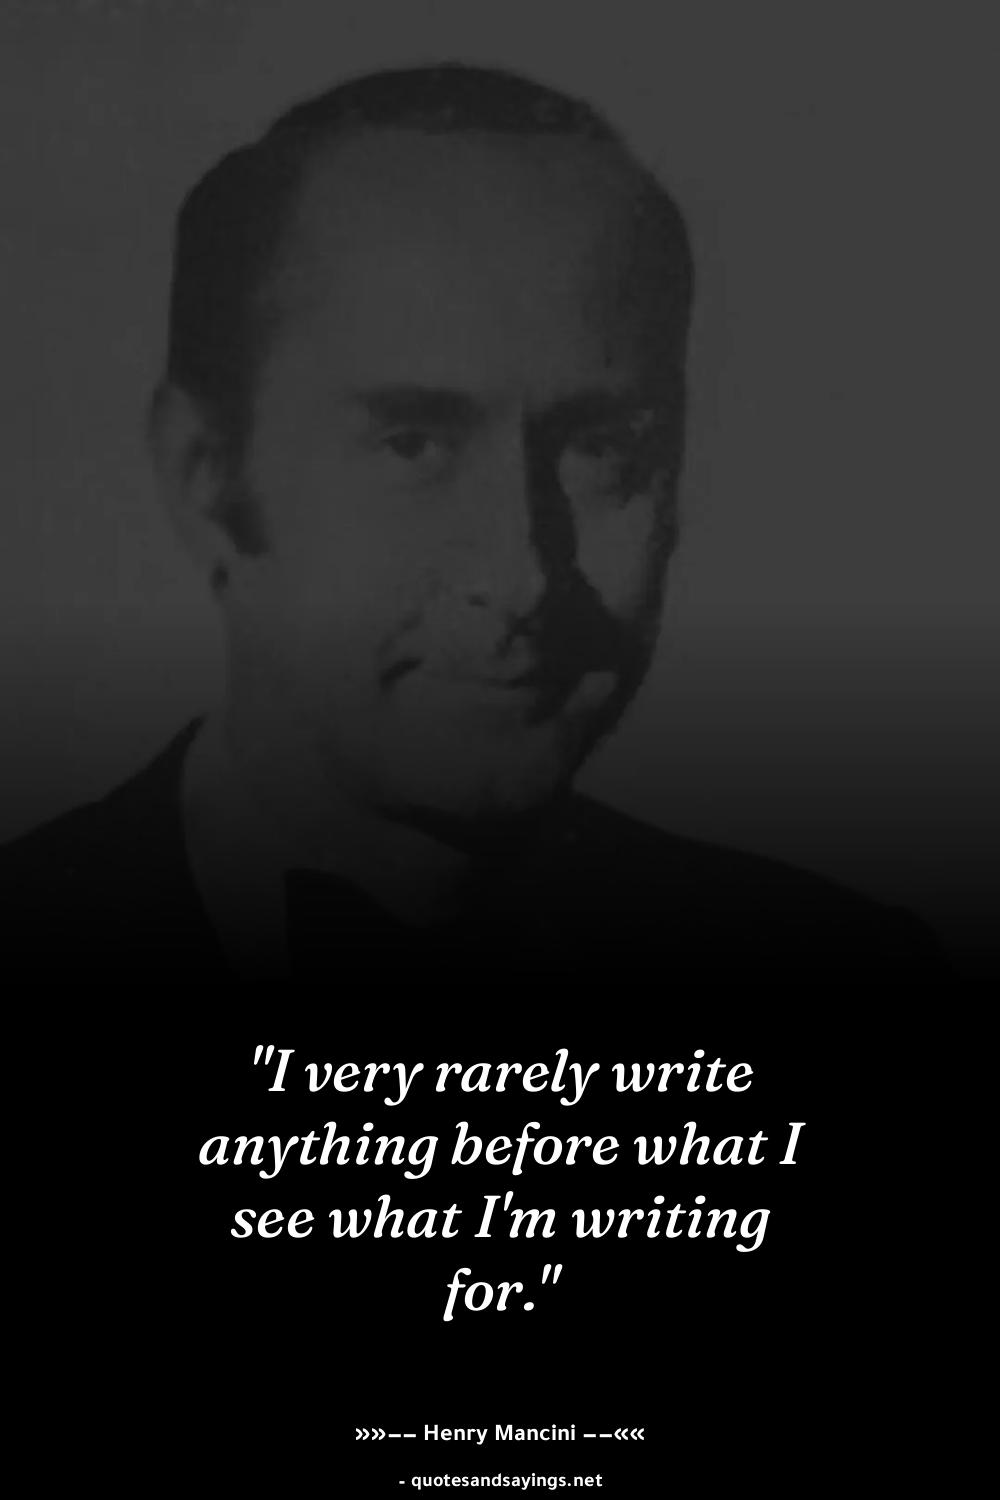 "I very rarely write
anything before what I
see what I'm writing
for."
»»−− Henry Mancini −−««
- quotesandsayings.net